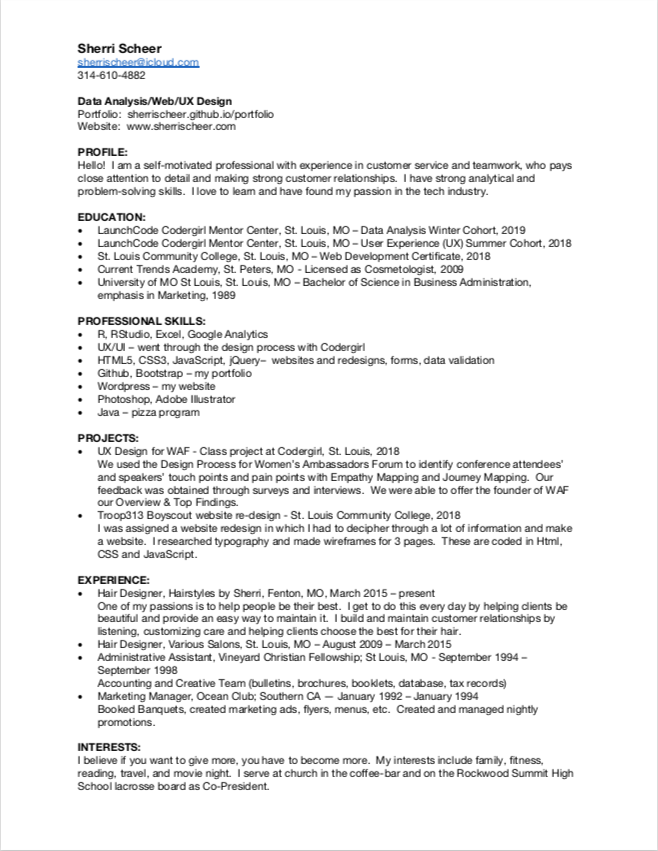 Sherri Scheer
sherrischeer@icloud.com
314-610-4882
Data Analysis/Web/UX Design
Portfolio:  sherrischeer.github.io/portfolio
Website:  www.sherrischeer.com
PROFILE:
Hello!  I am a self-motivated professional with experience in customer service and teamwork, who pays
close attention to detail and making strong customer relationships.  I have strong analytical and
problem-solving skills.  I love to learn and have found my passion in the tech industry.
EDUCATION:
• LaunchCode Codergirl Mentor Center, St. Louis, MO – Data Analysis Winter Cohort, 2019
• LaunchCode Codergirl Mentor Center, St. Louis, MO – User Experience (UX) Summer Cohort, 2018
• St. Louis Community College, St. Louis, MO – Web Development Certificate, 2018
• Current Trends Academy, St. Peters, MO - Licensed as Cosmetologist, 2009
• University of MO St Louis, St. Louis, MO – Bachelor of Science in Business Administration,
emphasis in Marketing, 1989
PROFESSIONAL SKILLS:
• R, RStudio, Excel, Google Analytics
• UX/UI – went through the design process with Codergirl
• HTML5, CSS3, JavaScript, jQuery–  websites and redesigns, forms, data validation
• Github, Bootstrap – my portfolio
• Wordpress – my website
• Photoshop, Adobe Illustrator
• Java – pizza program
PROJECTS:
• UX Design for WAF - Class project at Codergirl, St. Louis, 2018
We used the Design Process for Women's Ambassadors Forum to identify conference attendees'
and speakers' touch points and pain points with Empathy Mapping and Journey Mapping.  Our
feedback was obtained through surveys and interviews.  We were able to offer the founder of WAF
our Overview & Top Findings.
• Troop313 Boyscout website re-design - St. Louis Community College, 2018
I was assigned a website redesign in which I had to decipher through a lot of information and make
a website.  I researched typography and made wireframes for 3 pages.  These are coded in Html,
CSS and JavaScript.
EXPERIENCE:
• Hair Designer, Hairstyles by Sherri, Fenton, MO, March 2015 – present
One of my passions is to help people be their best.  I get to do this every day by helping clients be
beautiful and provide an easy way to maintain it.  I build and maintain customer relationships by
listening, customizing care and helping clients choose the best for their hair.
• Hair Designer, Various Salons, St. Louis, MO – August 2009 – March 2015
• Administrative Assistant, Vineyard Christian Fellowship; St Louis, MO - September 1994 –
September 1998
Accounting and Creative Team (bulletins, brochures, booklets, database, tax records)
• Marketing Manager, Ocean Club; Southern CA — January 1992 – January 1994
Booked Banquets, created marketing ads, flyers, menus, etc.  Created and managed nightly
promotions.
INTERESTS:
I believe if you want to give more, you have to become more.  My interests include family, fitness,
reading, travel, and movie night.  I serve at church in the coffee-bar and on the Rockwood Summit High
School lacrosse board as Co-President.